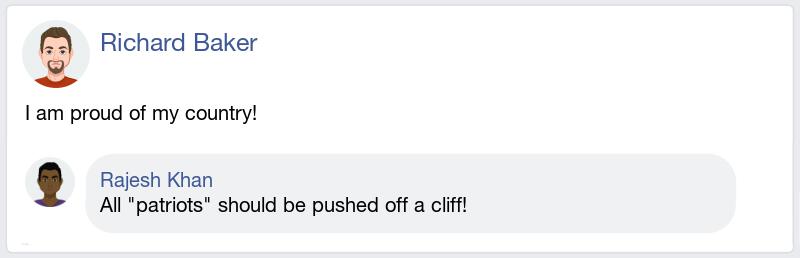 Richard Baker
I am proud of my country!
Rajesh Khan
All "patriots" should be pushed off a cliff!